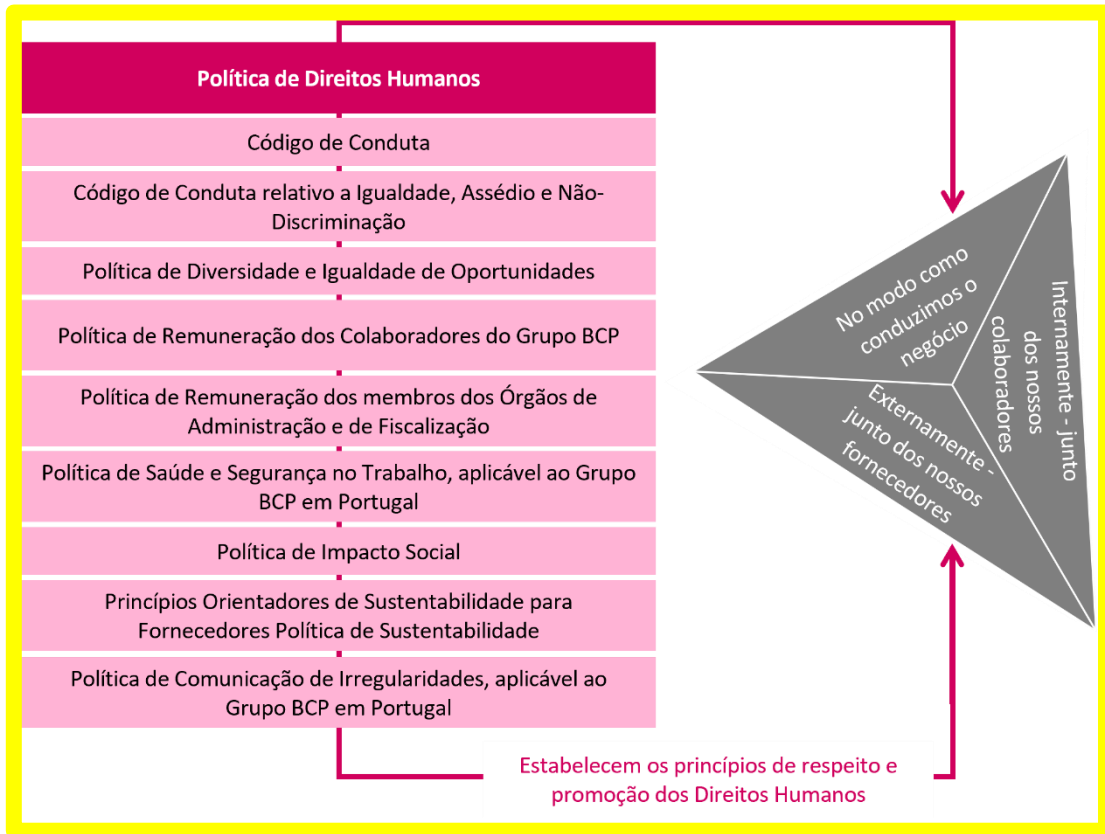 Política de Direitos Humanos
Código de Conduta
Código de Conduta relativo a Igualdade, Assédio e Não-
Discriminação
Política de Diversidade e Igualdade de Oportunidades
Política de Remuneração dos Colaboradores do Grupo BCP
Política de Remuneração dos membros dos Órgãos de
Administração e de Fiscalização
Política de Saúde e Segurança no Trabalho, aplicável ao Grupo
BCP em Portugal
Política de Impacto Social
Princípios Orientadores de Sustentabilidade para
Fornecedores Política de Sustentabilidade
Política de Comunicação de Irregularidades, aplicável ao
Grupo BCP em Portugal
No modo como
conduzimos o
negócio
Internamente - junto
dos nossos
colaboradores
Externamente -
junto dos nossos
fornecedores
Estabelecem os princípios de respeito e
promoção dos Direitos Humanos